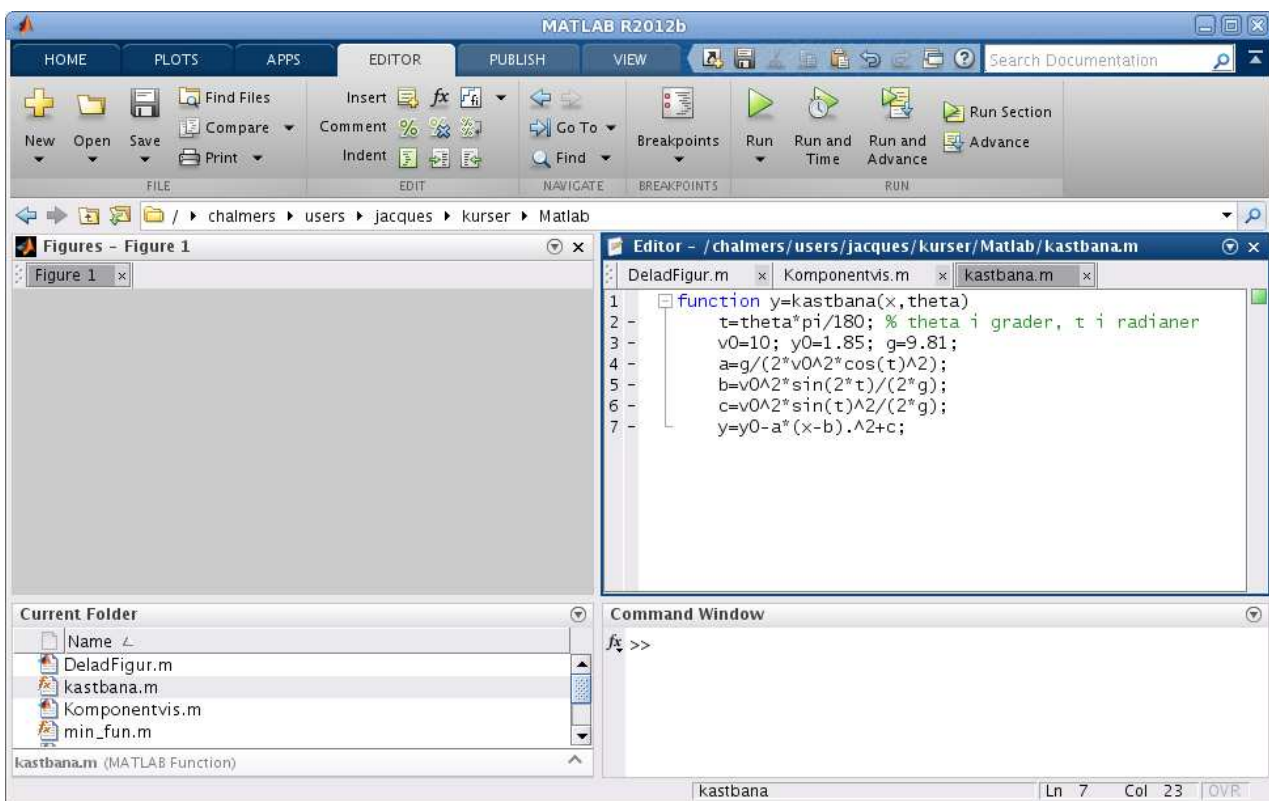 MATLAB R2012b
HOME PLOTS APPS EDITOR PUBLISH VIEW Search Documentation
New Open Save Find Files Compare Print
FILE
Insert fx
Comment %
Indent
EDIT
Go To
Find
NAVIGATE
Breakpoints
BREAKPOINTS
Run Run and Time Run and Advance Run Section Advance
RUN
/ chalmers users jacques kurser Matlab
Figures - Figure 1
Figure 1
Editor - /chalmers/users/jacques/kurser/Matlab/kastbana.m
DeladFigur.m Komponentvis.m kastbana.m
1 function y=kastbana(x,theta)
2 - t=theta*pi/180; % theta i grader, t i radianer
3 - v0=10; y0=1.85; g=9.81;
4 - a=g/(2*v0^2*cos(t)^2);
5 - b=v0^2*sin(2*t)/(2*g);
6 - c=v0^2*sin(t)^2/(2*g);
7 - y=y0-a*(x-b).^2+c;
Current Folder
Name
DeladFigur.m
kastbana.m
Komponentvis.m
min_fun.m
kastbana.m (MATLAB Function)
Command Window
fx >>
kastbana Ln 7 Col 23 OVR